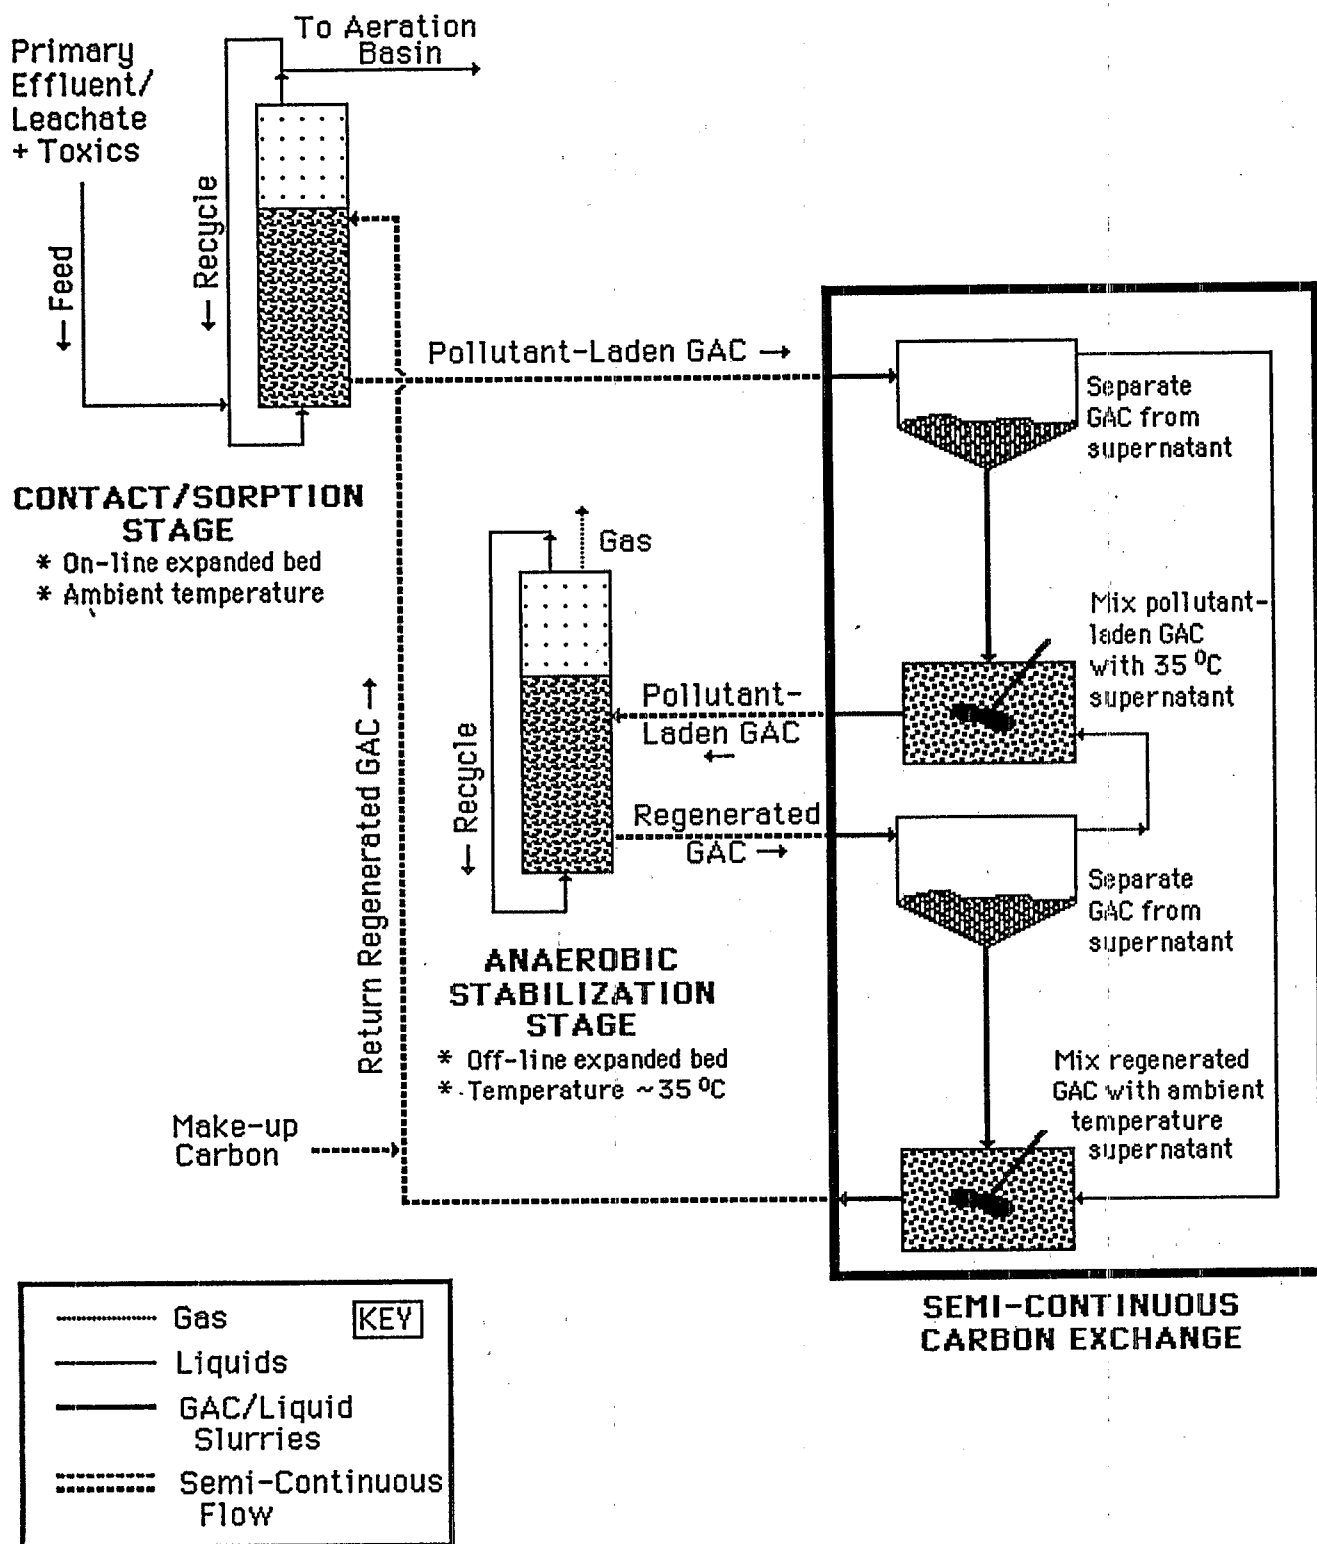 To Aeration
Basin
Primary
Effluent/
Leachate
+ Toxics
← Recycle
← Feed
Pollutant-Laden GAC →
Separate
GAC from
supernatant
CONTACT/SORPTION
STAGE
* On-line expanded bed
* Ambient temperature
Gas
Mix pollutant-
laden GAC
with 35 ⁰C
supernatant
Pollutant-
Laden GAC
←
← Recycle
Return Regenerated GAC →
Regenerated
GAC →
Separate
GAC from
supernatant
ANAEROBIC
STABILIZATION
STAGE
* Off-line expanded bed
* Temperature ~35 ⁰C
Mix regenerated
GAC with ambient
temperature
supernatant
Make-up
Carbon
SEMI-CONTINUOUS
CARBON EXCHANGE
KEY
Gas
Liquids
GAC/Liquid
Slurries
Semi-Continuous
Flow